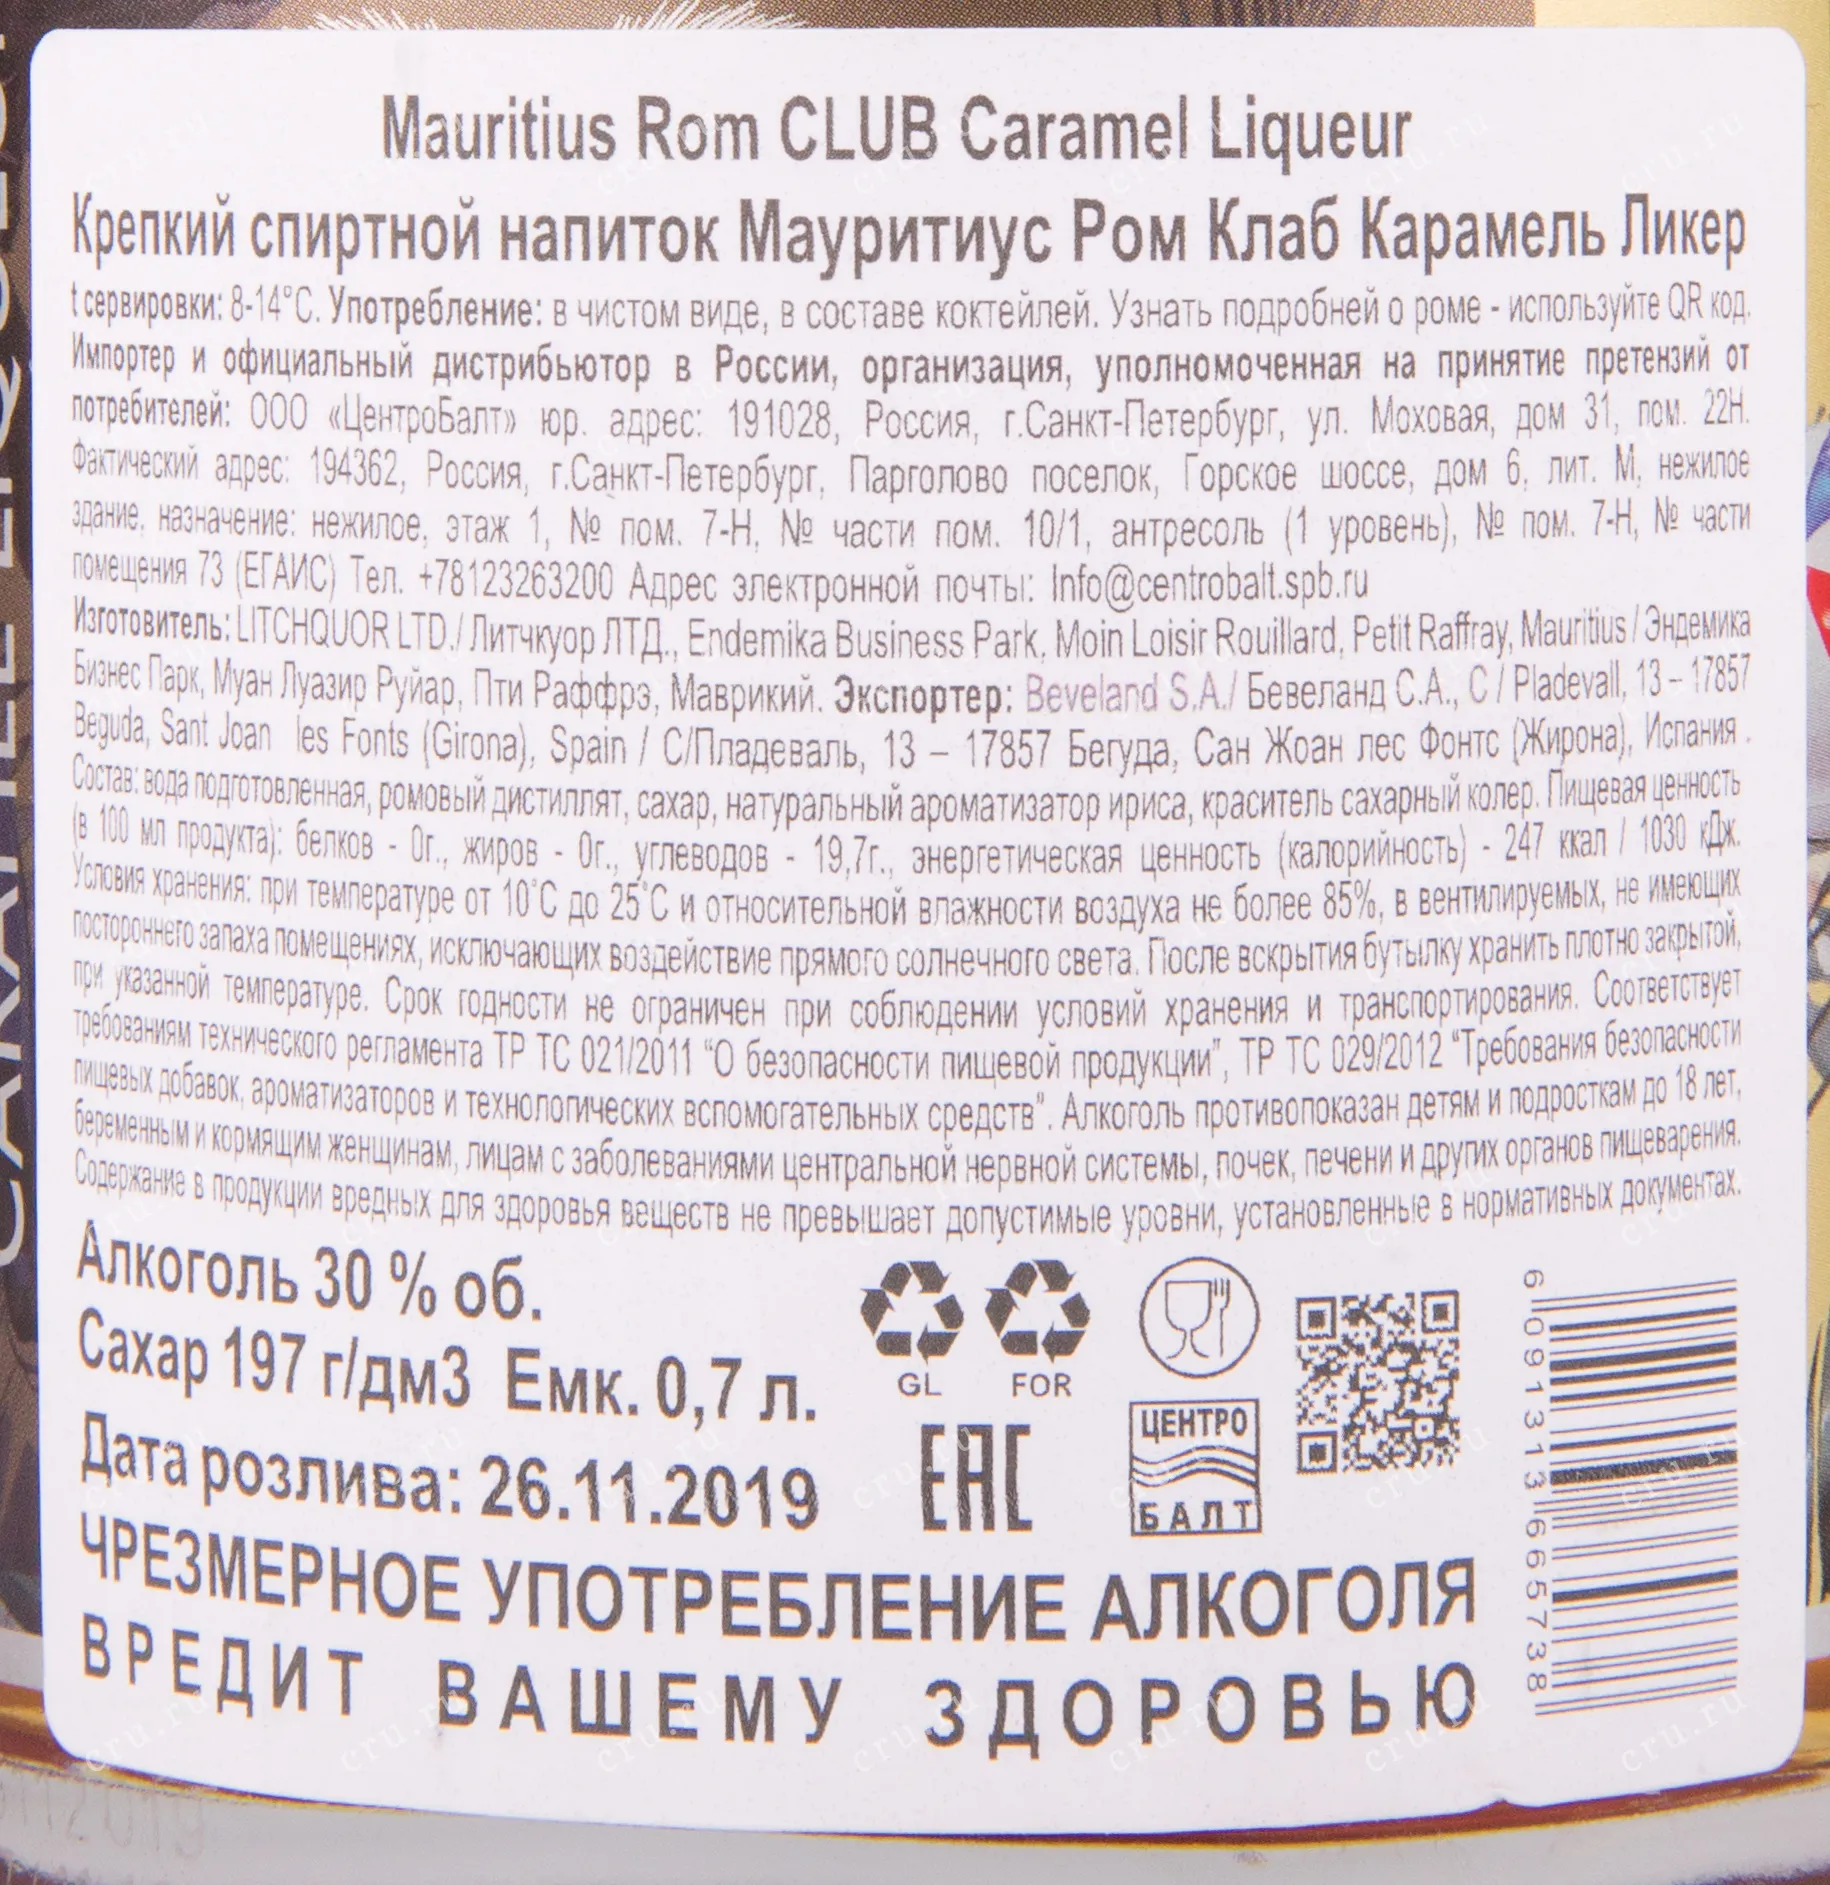 Mauritius Rom CLUB Caramel Liqueur
Крепкий спиртной напиток Мауритиус Ром Клаб Карамель Ликер
t сервировки: 8-14°C. Употребление: в чистом виде, в составе коктейлей. Узнать подробней о роме - используйте QR код.
Импортер и официальный дистрибьютор в России, организация, уполномоченная на принятие претензий от
потребителей: ООО «ЦентроБалт» юр. адрес: 191028, Россия, г.Санкт-Петербург, ул. Моховая, дом 31, пом. 22Н.
Фактический адрес: 194362, Россия, г.Санкт-Петербург, Парголово поселок, Горское шоссе, дом 6, лит. М, нежилое
здание, назначение: нежилое, этаж 1, № пом. 7-Н, № части пом. 10/1, антресоль (1 уровень), № пом. 7-Н, № части
помещения 73 (ЕГАИС) Тел. +78123263200 Адрес электронной почты: Info@centrobalt.spb.ru
Изготовитель: LITCHQUOR LTD./ Литчкуор ЛТД., Endemika Business Park, Moin Loisir Rouillard, Petit Raffray, Mauritius / Эндемика
Бизнес Парк, Муан Луазир Руйар, Пти Раффрэ, Маврикий. Экспортер: Beveland S.A./ Бевеланд С.А., C / Pladevall, 13 – 17857
Beguda, Sant Joan les Fonts (Girona), Spain / С/Пладеваль, 13 – 17857 Бегуда, Сан Жоан лес Фонтс (Жирона), Испания .
Состав: вода подготовленная, ромовый дистиллят, сахар, натуральный ароматизатор ириса, краситель сахарный колер. Пищевая ценность
(в 100 мл продукта): белков - 0г., жиров - 0г., углеводов - 19,7г., энергетическая ценность (калорийность) - 247 ккал / 1030 кДж.
Условия хранения: при температуре от 10°С до 25°С и относительной влажности воздуха не более 85%, в вентилируемых, не имеющих
постороннего запаха помещениях, исключающих воздействие прямого солнечного света. После вскрытия бутылку хранить плотно закрытой,
при указанной температуре. Срок годности не ограничен при соблюдении условий хранения и транспортирования. Соответствует
требованиям технического регламента ТР ТС 021/2011 “О безопасности пищевой продукции”, ТР ТС 029/2012 “Требования безопасности
пищевых добавок, ароматизаторов и технологических вспомогательных средств”. Алкоголь противопоказан детям и подросткам до 18 лет,
беременным и кормящим женщинам, лицам с заболеваниями центральной нервной системы, почек, печени и других органов пищеварения.
Содержание в продукции вредных для здоровья веществ не превышает допустимые уровни, установленные в нормативных документах.
Алкоголь 30 % об.
Сахар 197 г/дм3 Емк. 0,7 л.
Дата розлива: 26.11.2019
GL FOR
EAC
ЦЕНТРО
БАЛТ
6091313665738
ЧРЕЗМЕРНОЕ УПОТРЕБЛЕНИЕ АЛКОГОЛЯ
ВРЕДИТ ВАШЕМУ ЗДОРОВЬЮ
cru.ru